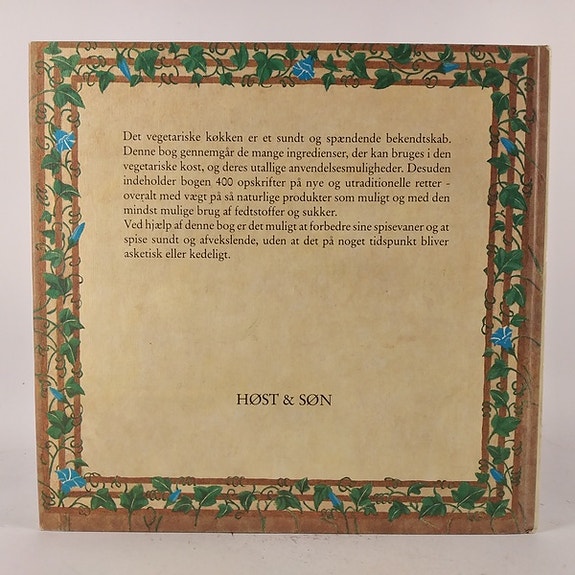 Det vegetariske køkken er et sundt og spændende bekendtskab.
Denne bog gennemgår de mange ingredienser, der kan bruges i den
vegetariske kost, og deres utallige anvendelsesmuligheder. Desuden
indeholder bogen 400 opskrifter på nye og utraditionelle retter -
overalt med vægt på så naturlige produkter som muligt og med den
mindst mulige brug af fedtstoffer og sukker.
Ved hjælp af denne bog er det muligt at forbedre sine spisevaner og at
spise sundt og afvekslende, uden at det på noget tidspunkt bliver
asketisk eller kedeligt.
HØST & SØN